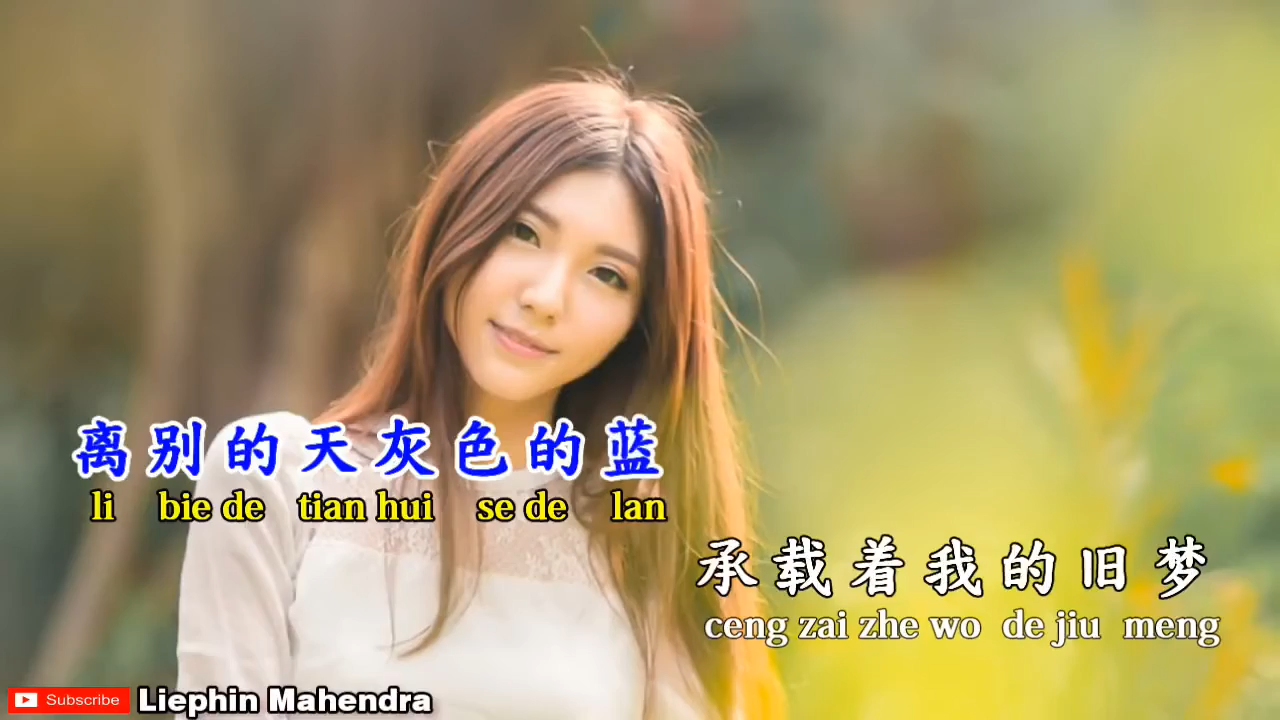 离别的天灰色的蓝
li bie de tian hui se de lan
承载着我的旧梦
ceng zai zhe wo de jiu meng
Subscribe Liephin Mahendra